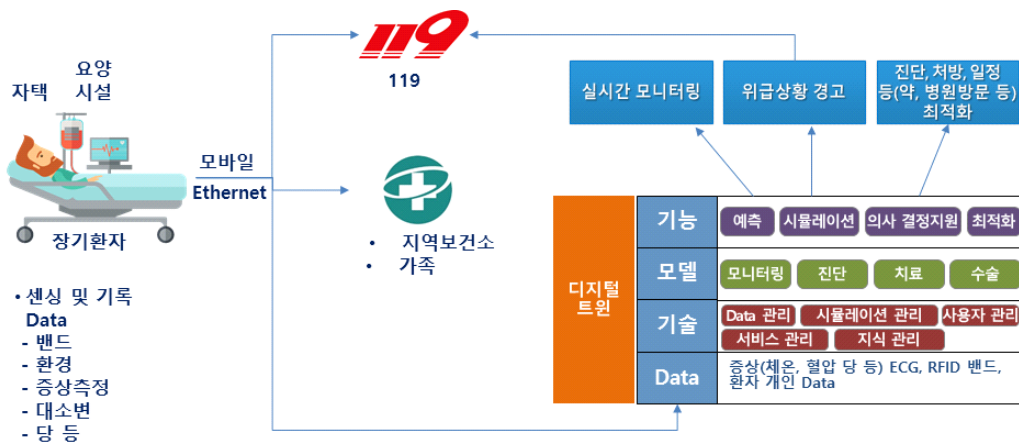 119
119
요양
자택 시설
모바일
Ethernet
장기환자
• 센싱 및 기록
Data
- 밴드
- 환경
- 증상측정
- 대소변
- 당 등
• 지역보건소
• 가족
실시간 모니터링
위급상황 경고
진단, 처방, 일정
등(약, 병원방문 등)
최적화
디지털
트윈
기능
예측 시뮬레이션 의사 결정지원 최적화
모델
모니터링 진단 치료 수술
기술
Data 관리 시뮬레이션 관리 사용자 관리
서비스 관리 지식 관리
Data
증상(체온, 혈압 당 등) ECG, RFID 밴드,
환자 개인 Data